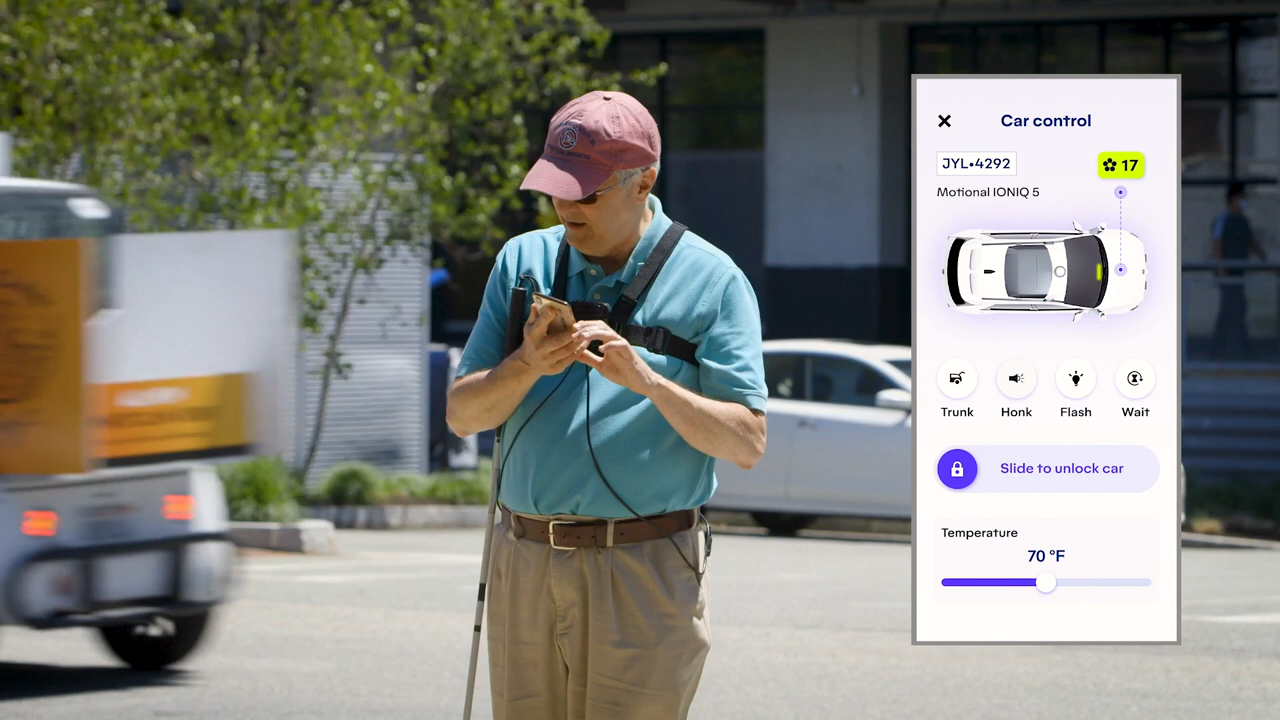 Car control
JYL•4292
17
Motional IONIQ 5
Trunk
Honk
Flash
Wait
Slide to unlock car
Temperature
70 °F